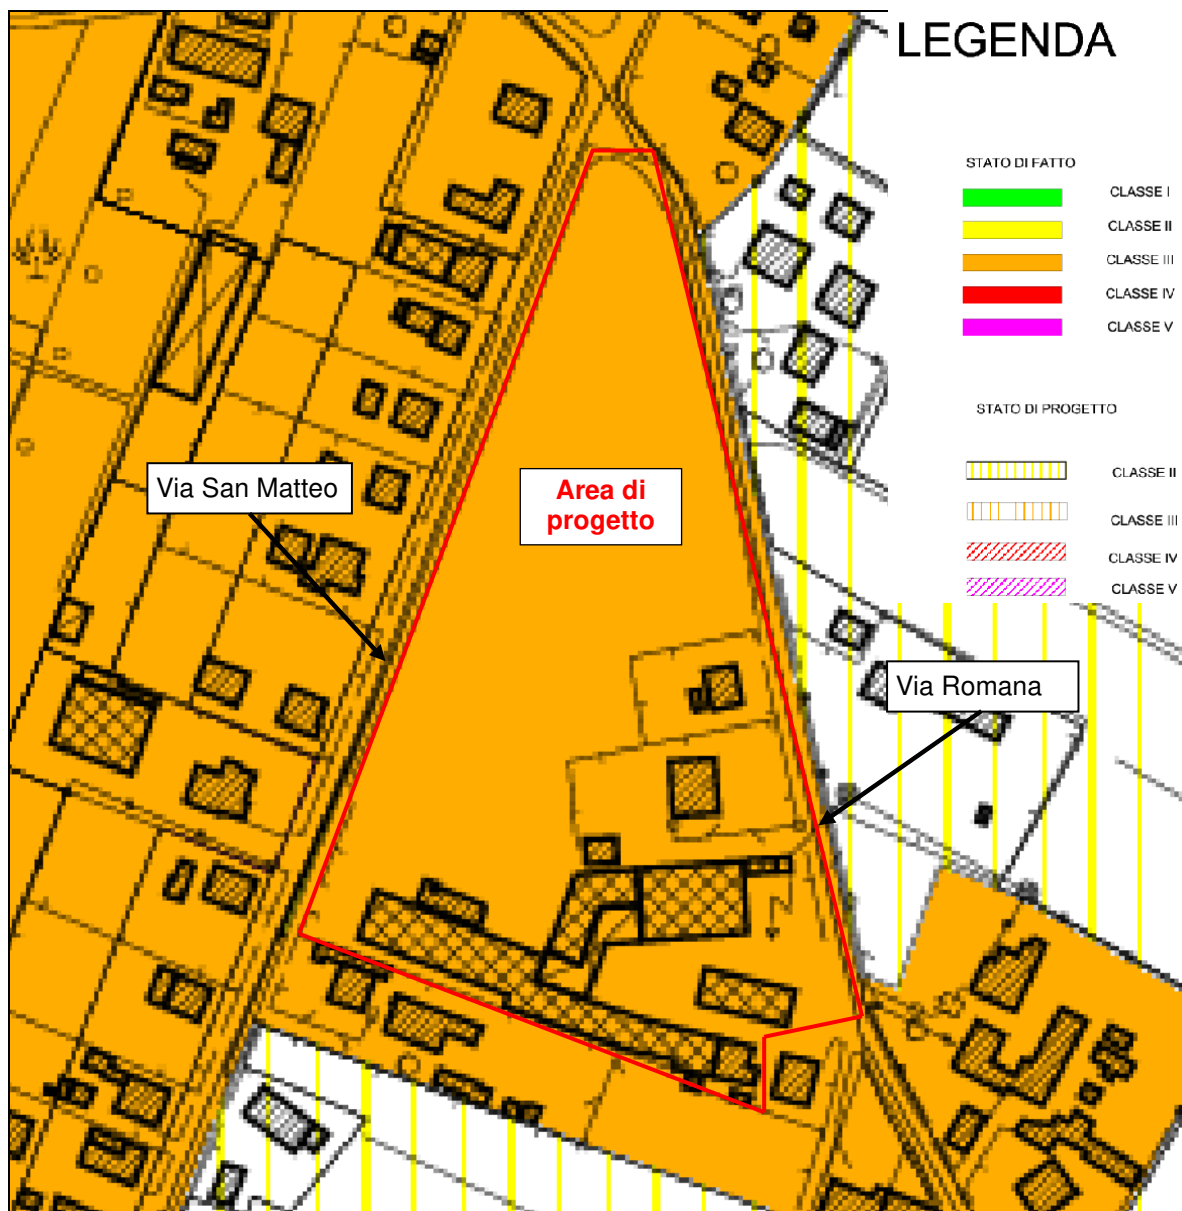 LEGENDA
STATO DI FATTO
CLASSE I
CLASSE II
CLASSE III
CLASSE IV
CLASSE V
STATO DI PROGETTO
CLASSE II
CLASSE III
CLASSE IV
CLASSE V
Via San Matteo
Area di
progetto
Via Romana